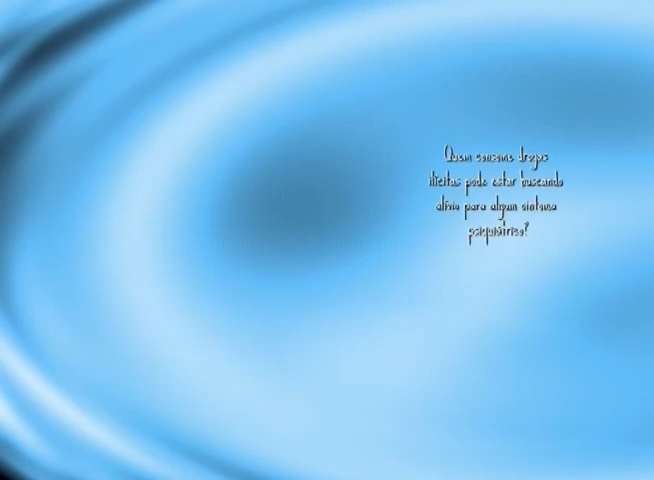 Quem consome drogas
ilícitas pode estar buscando
alívio para algum sintoma
psiquiátrico?